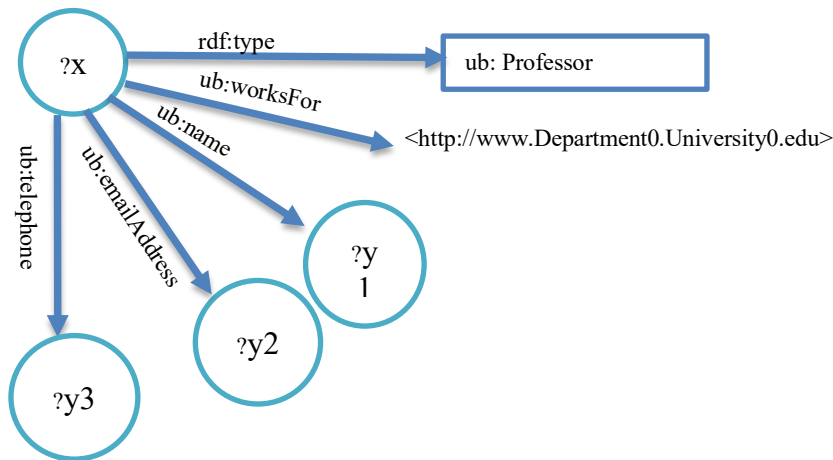 rdf:type
?x
ub: Professor
ub:worksFor
<http://www.Department0.University0.edu>
ub:name
ub:emailAddress
ub:telephone
?y
1
?y2
?y3